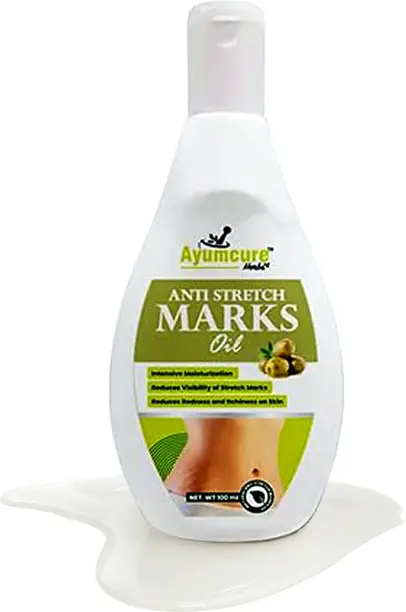 Ayumcure™
Herbs
ANTI STRETCH
MARKS
Oil
Intensive Moisturization
Reduces Visibility of Stretch Marks
Reduces Redness and Itchiness on Skin
NET. WT 100 ml